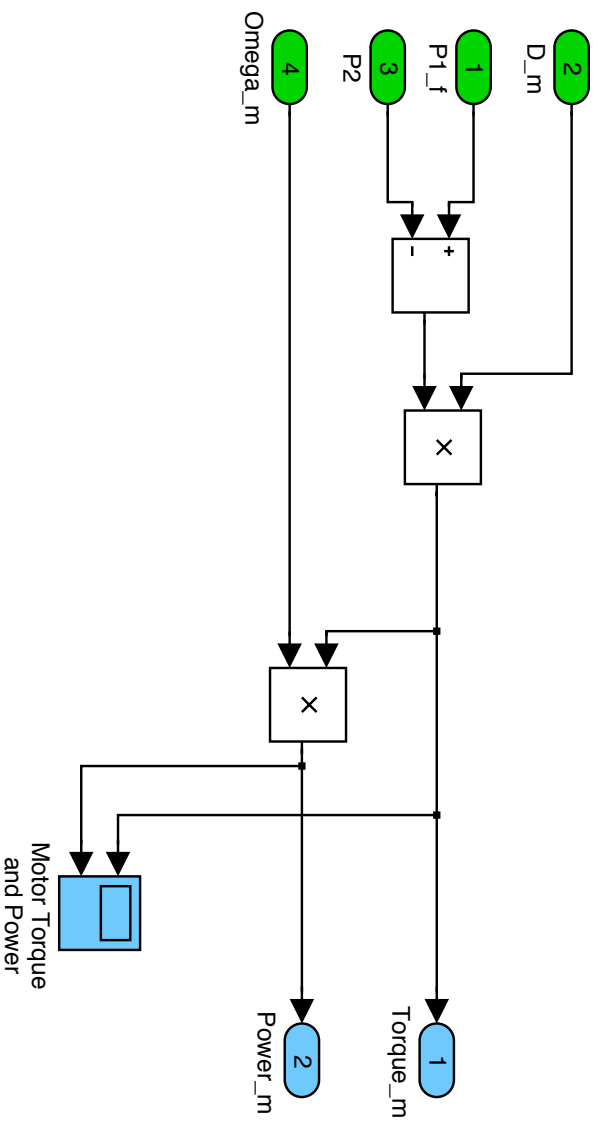 2
D_m
1
P1_f
3
P2
4
Omega_m
+
-
×
×
1
Torque_m
2
Power_m
Motor Torque
and Power